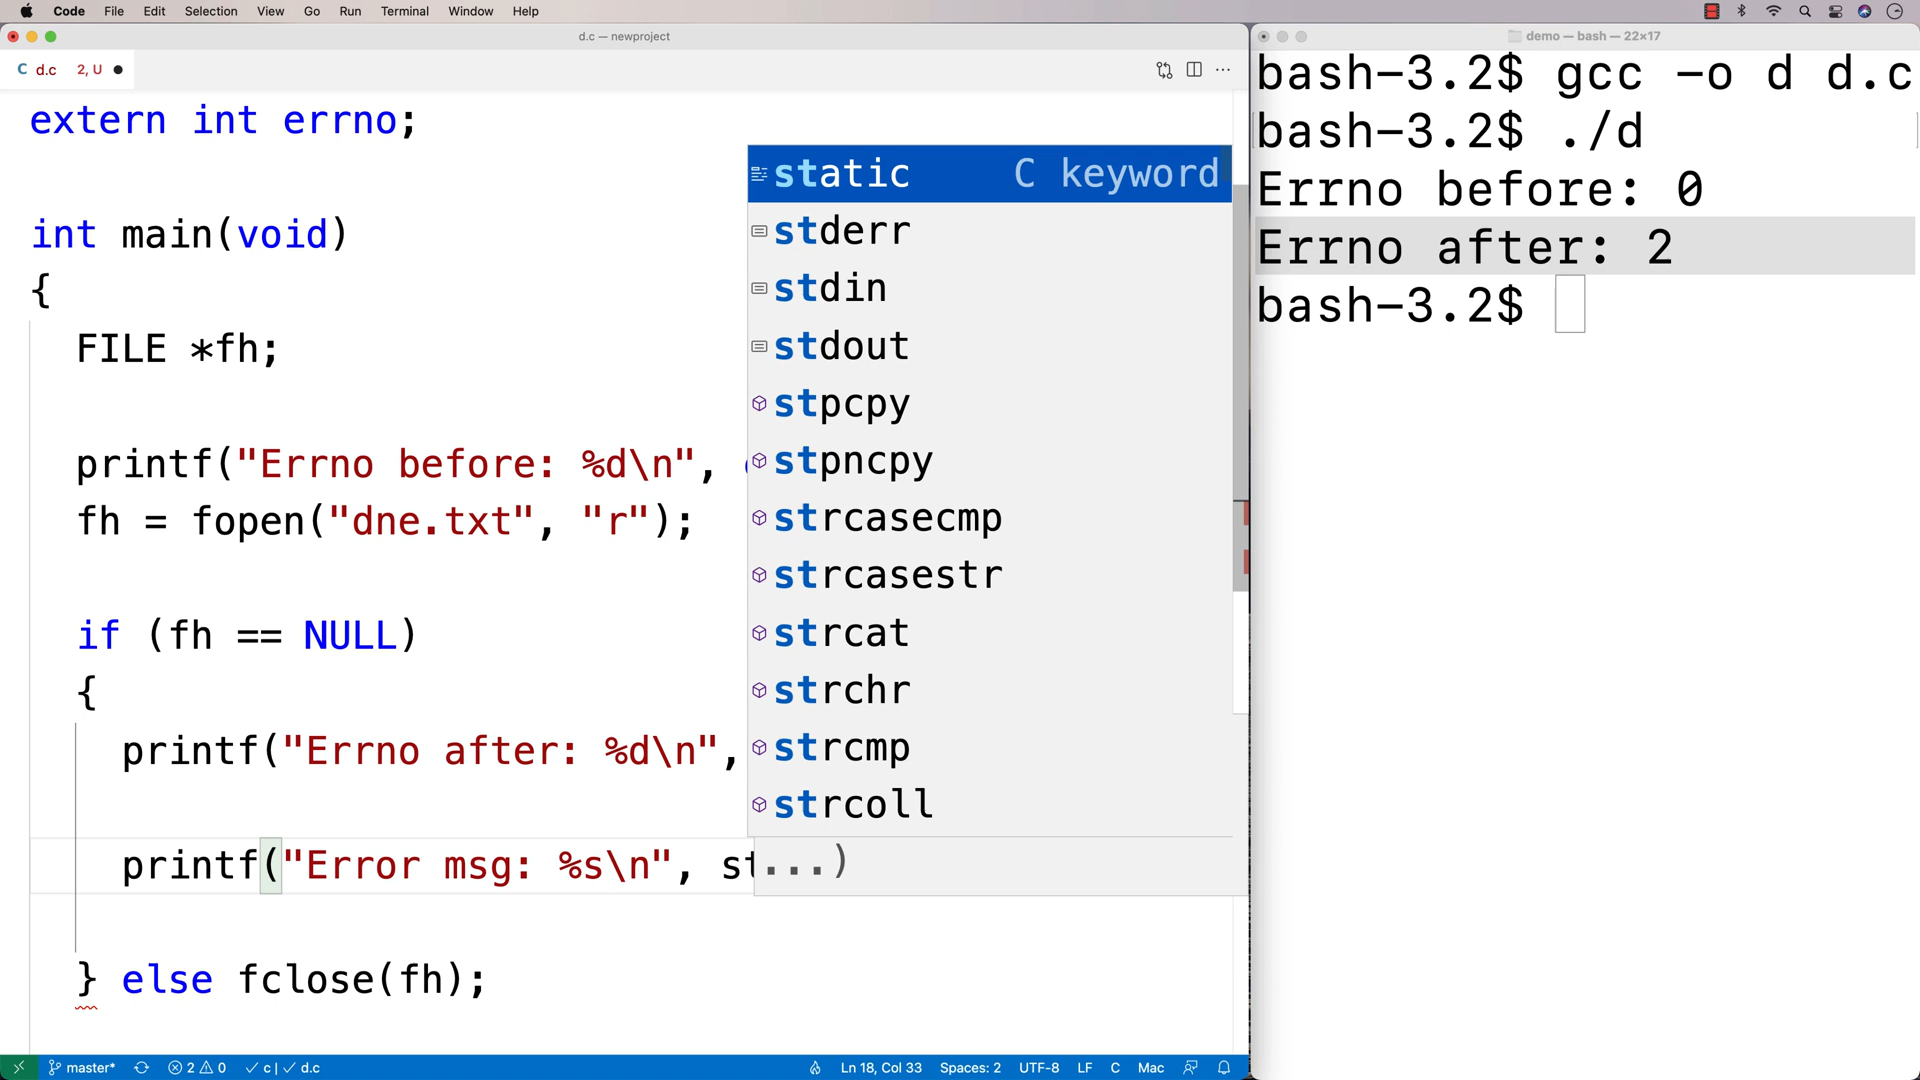 Code File Edit Selection View Go Run Terminal Window Help
d.c — newproject
C d.c 2, U
extern int errno;
int main(void)
{
FILE *fh;
printf("Errno before: %d\n",
fh = fopen("dne.txt", "r");
if (fh == NULL)
{
printf("Errno after: %d\n",
printf("Error msg: %s\n", st
} else fclose(fh);
static C keyword
stderr
stdin
stdout
stpcpy
stpncpy
strcasecmp
strcasestr
strcat
strchr
strcmp
strcoll
...)
master* 2 0 c | d.c Ln 18, Col 33 Spaces: 2 UTF-8 LF C Mac
demo — bash — 22×17
bash-3.2$ gcc -o d d.c
bash-3.2$ ./d
Errno before: 0
Errno after: 2
bash-3.2$